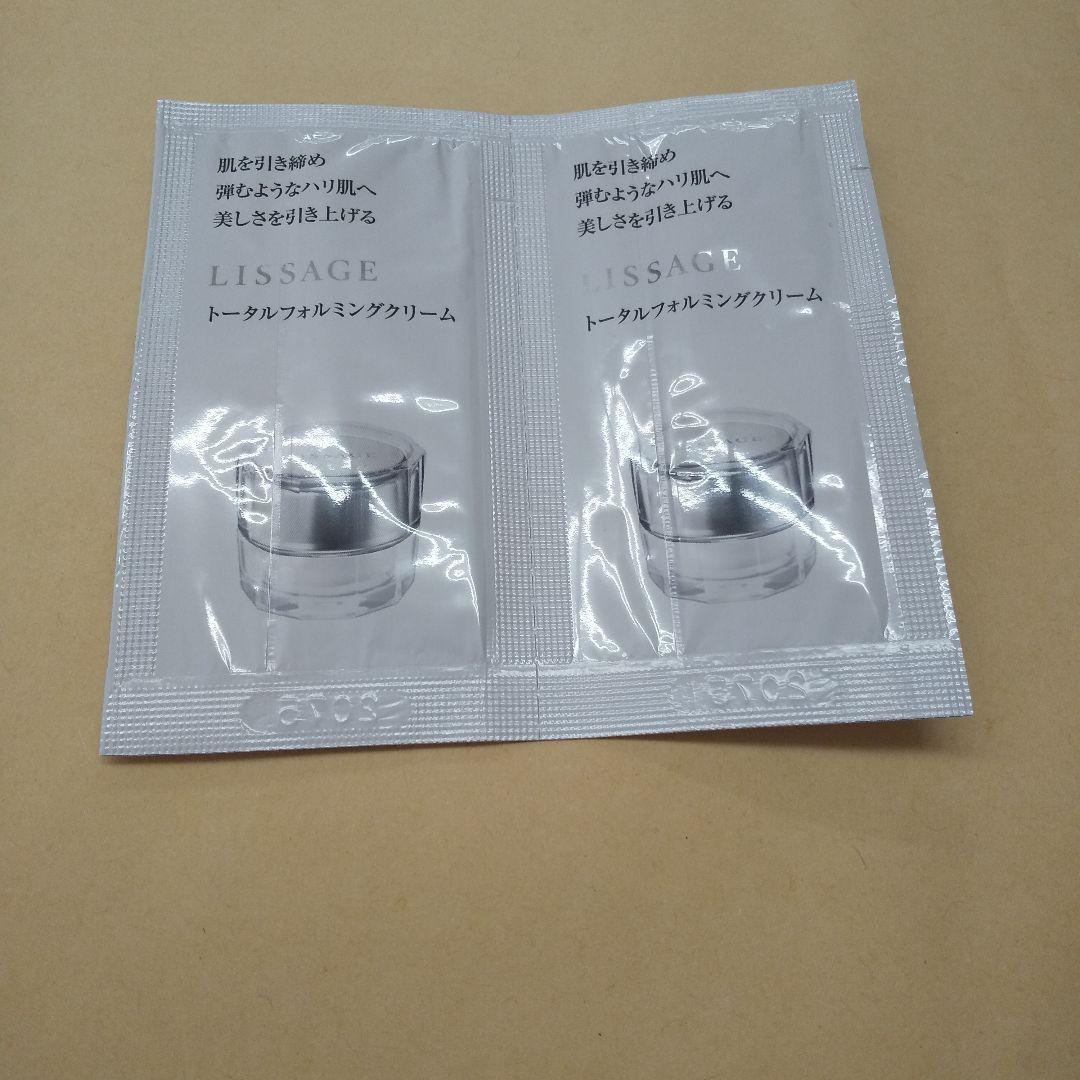 肌を引き締め
弾むようなハリ肌へ
美しさを引き上げる
LISSAGE
トータルフォルミングクリーム
肌を引き締め
弾むようなハリ肌へ
美しさを引き上げる
LISSAGE
トータルフォルミングクリーム